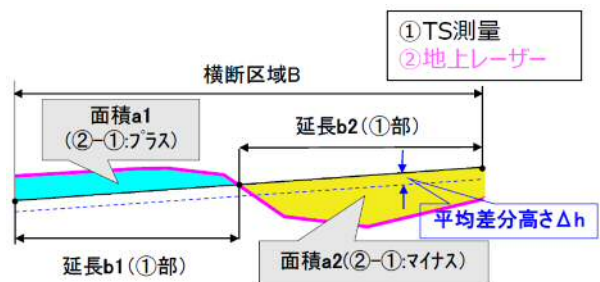 ①TS測量
②地上レーザー
横断区域B
面積a1
(②-①:プラス)
延長b2(①部)
平均差分高さΔh
延長b1(①部)
面積a2(②-①:マイナス)